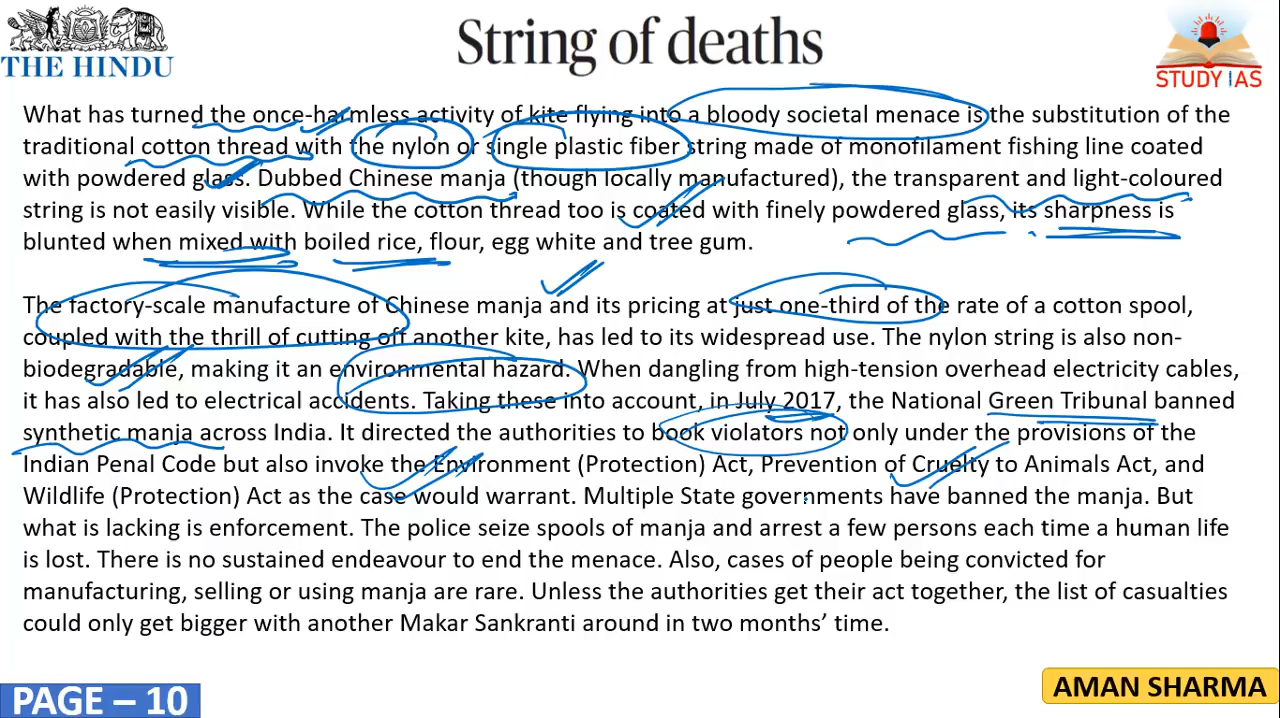 String of deaths
THE HINDU
STUDY IAS
What has turned the once-harmless activity of kite flying into a bloody societal menace is the substitution of the
traditional cotton thread with the nylon or single plastic fiber string made of monofilament fishing line coated
with powdered glass. Dubbed Chinese manja (though locally manufactured), the transparent and light-coloured
string is not easily visible. While the cotton thread too is coated with finely powdered glass, its sharpness is
blunted when mixed with boiled rice, flour, egg white and tree gum.
The factory-scale manufacture of Chinese manja and its pricing at just one-third of the rate of a cotton spool,
coupled with the thrill of cutting off another kite, has led to its widespread use. The nylon string is also non-
biodegradable, making it an environmental hazard. When dangling from high-tension overhead electricity cables,
it has also led to electrical accidents. Taking these into account, in July 2017, the National Green Tribunal banned
synthetic manja across India. It directed the authorities to book violators not only under the provisions of the
Indian Penal Code but also invoke the Environment (Protection) Act, Prevention of Cruelty to Animals Act, and
Wildlife (Protection) Act as the case would warrant. Multiple State governments have banned the manja. But
what is lacking is enforcement. The police seize spools of manja and arrest a few persons each time a human life
is lost. There is no sustained endeavour to end the menace. Also, cases of people being convicted for
manufacturing, selling or using manja are rare. Unless the authorities get their act together, the list of casualties
could only get bigger with another Makar Sankranti around in two months’ time.
PAGE – 10
AMAN SHARMA